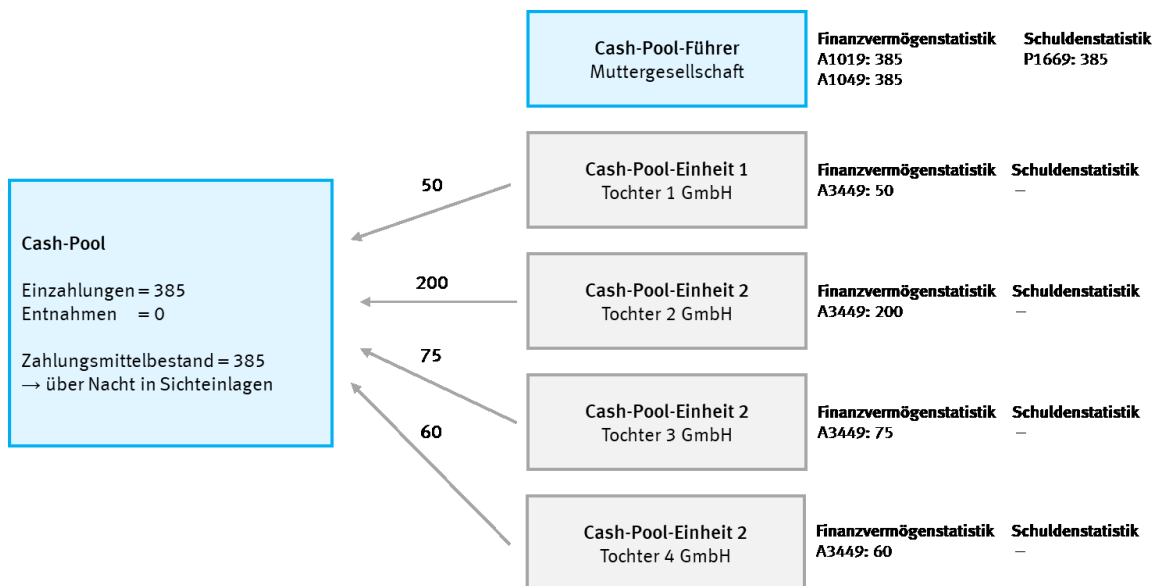 Cash-Pool-Führer
Muttergesellschaft
Finanzvermögenstatistik Schuldenstatistik
A1019: 385 P1669: 385
A1049: 385
Cash-Pool-Einheit 1
Tochter 1 GmbH
Finanzvermögenstatistik Schuldenstatistik
A3449: 50 –
50
Cash-Pool
Einzahlungen = 385
Entnahmen = 0
Zahlungsmittelbestand = 385
→ über Nacht in Sichteinlagen
200
Cash-Pool-Einheit 2
Tochter 2 GmbH
Finanzvermögenstatistik Schuldenstatistik
A3449: 200 –
75
Cash-Pool-Einheit 2
Tochter 3 GmbH
Finanzvermögenstatistik Schuldenstatistik
A3449: 75 –
60
Cash-Pool-Einheit 2
Tochter 4 GmbH
Finanzvermögenstatistik Schuldenstatistik
A3449: 60 –